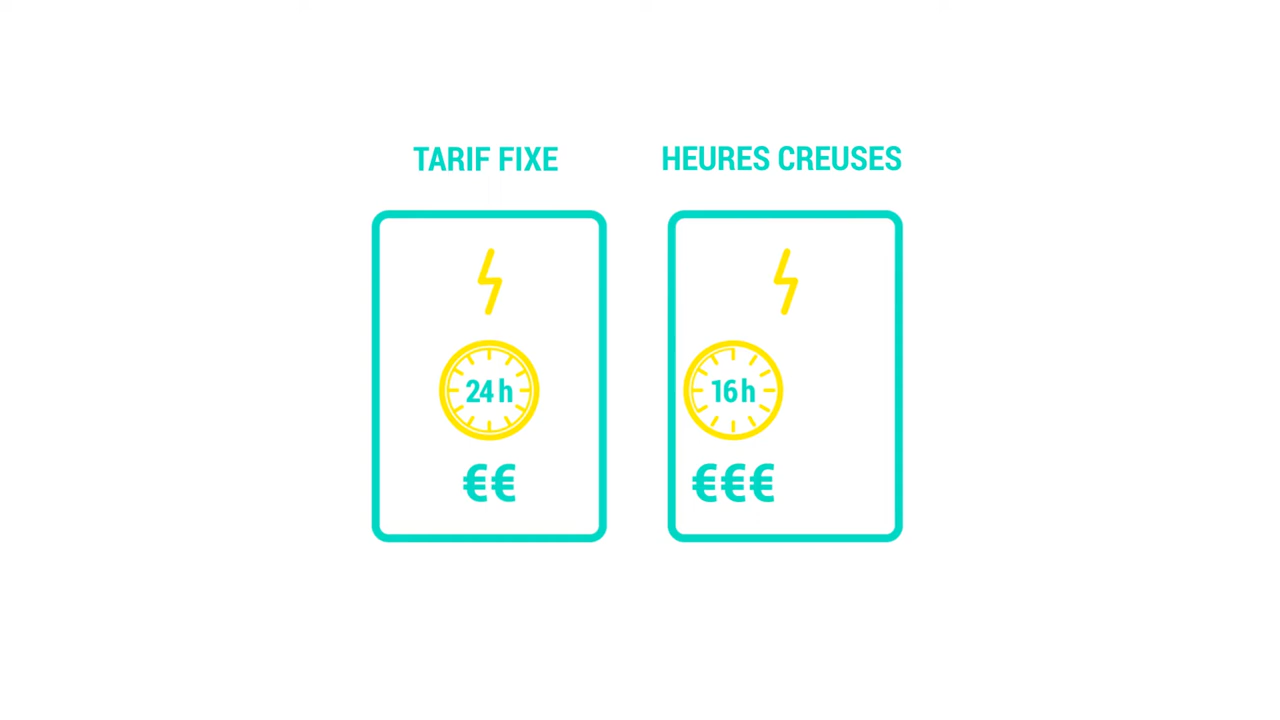 TARIF FIXE
24 h
€€
HEURES CREUSES
16 h
€€€